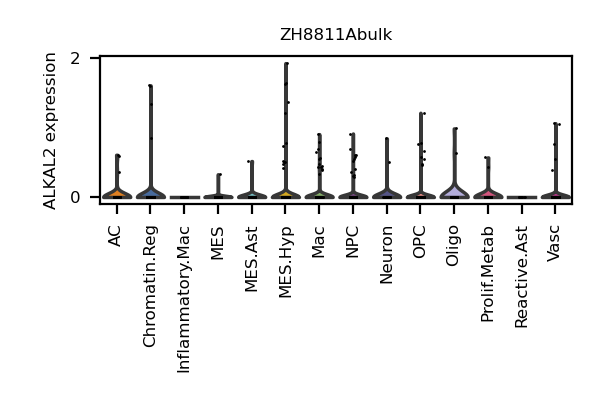 ZH8811Abulk
ALKAL2 expression
2
0
AC
Chromatin.Reg
Inflammatory.Mac
MES
MES.Ast
MES.Hyp
Mac
NPC
Neuron
OPC
Oligo
Prolif.Metab
Reactive.Ast
Vasc